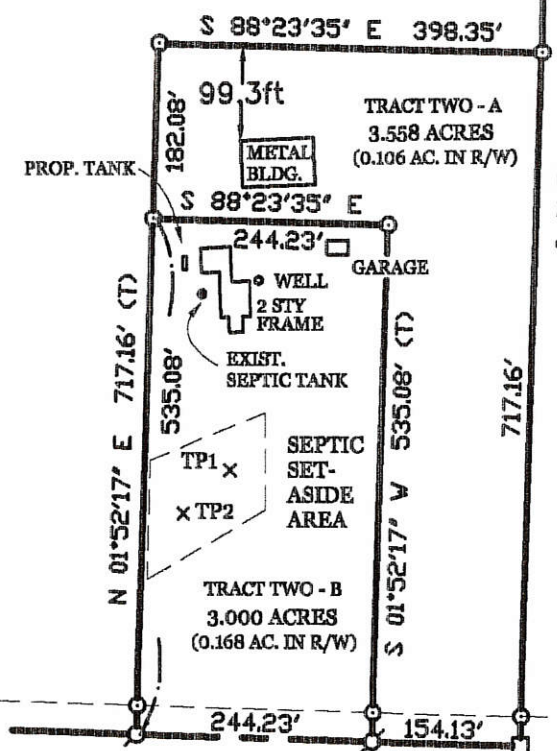 S 88°23'35" E 398.35'
99.3ft
182.08'
TRACT TWO - A
3.558 ACRES
(0.106 AC. IN R/W)
METAL
BLDG.
PROP. TANK
S 88°23'35" E
244.23'
GARAGE
WELL
2 STY
FRAME
EXIST.
SEPTIC TANK
N 01°52'17" E 717.16' (T)
535.08'
S 01°52'17" W 535.08' (T)
717.16'
TP1
TP2
SEPTIC
SET-
ASIDE
AREA
TRACT TWO - B
3.000 ACRES
(0.168 AC. IN R/W)
244.23'
154.13'